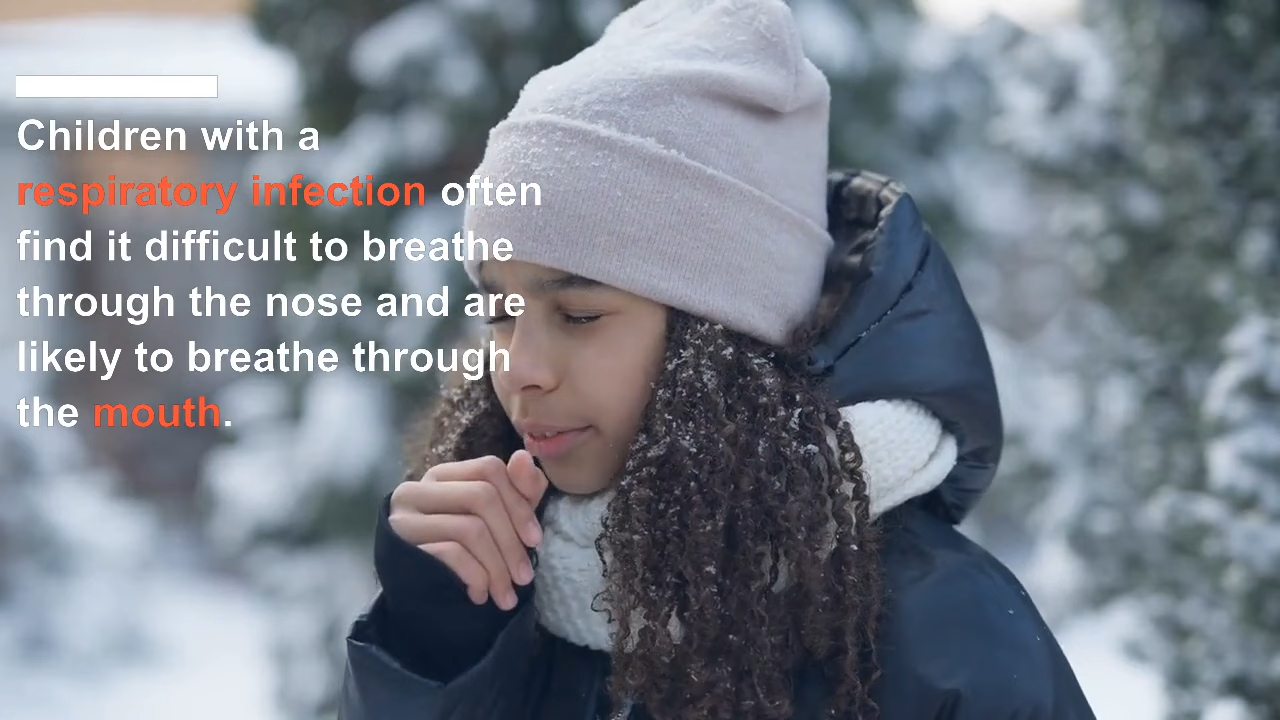 Children with a
respiratory infection often
find it difficult to breathe
through the nose and are
likely to breathe through
the mouth.